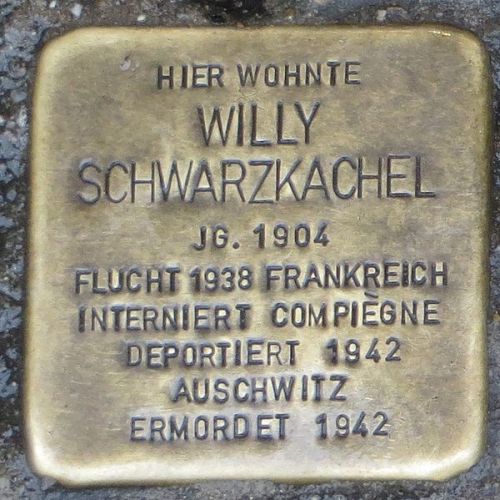 HIER WOHNTE
WILLY
SCHWARZKACHEL
JG. 1904
FLUCHT 1938 FRANKREICH
INTERNIERT COMPIÈGNE
DEPORTIERT 1942
AUSCHWITZ
ERMORDET 1942